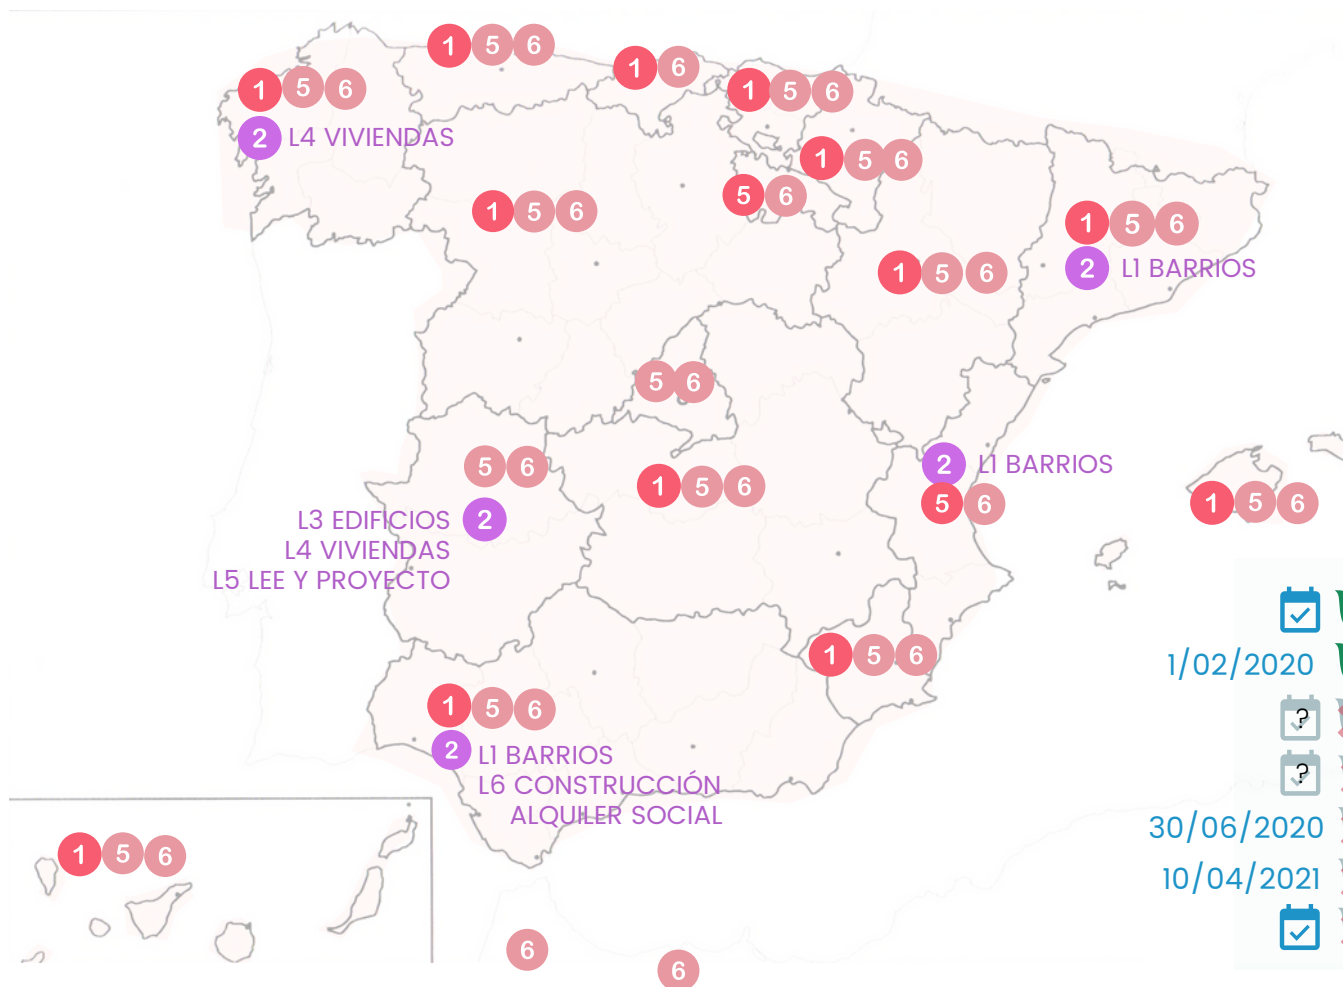 1 5 6
1 6
1 5 6
1 5 6
2 L4 VIVIENDAS
1 5 6
5 6
1 5 6
1 5 6
2 L1 BARRIOS
1 5 6
5 6
5 6
2 L1 BARRIOS
1 5 6
5 6
1 5 6
L3 EDIFICIOS 2
L4 VIVIENDAS
L5 LEE Y PROYECTO
1 5 6
1/02/2020
1 5 6
?
2 L1 BARRIOS
L6 CONSTRUCCIÓN
ALQUILER SOCIAL
?
30/06/2020
1 5 6
10/04/2021
6
6